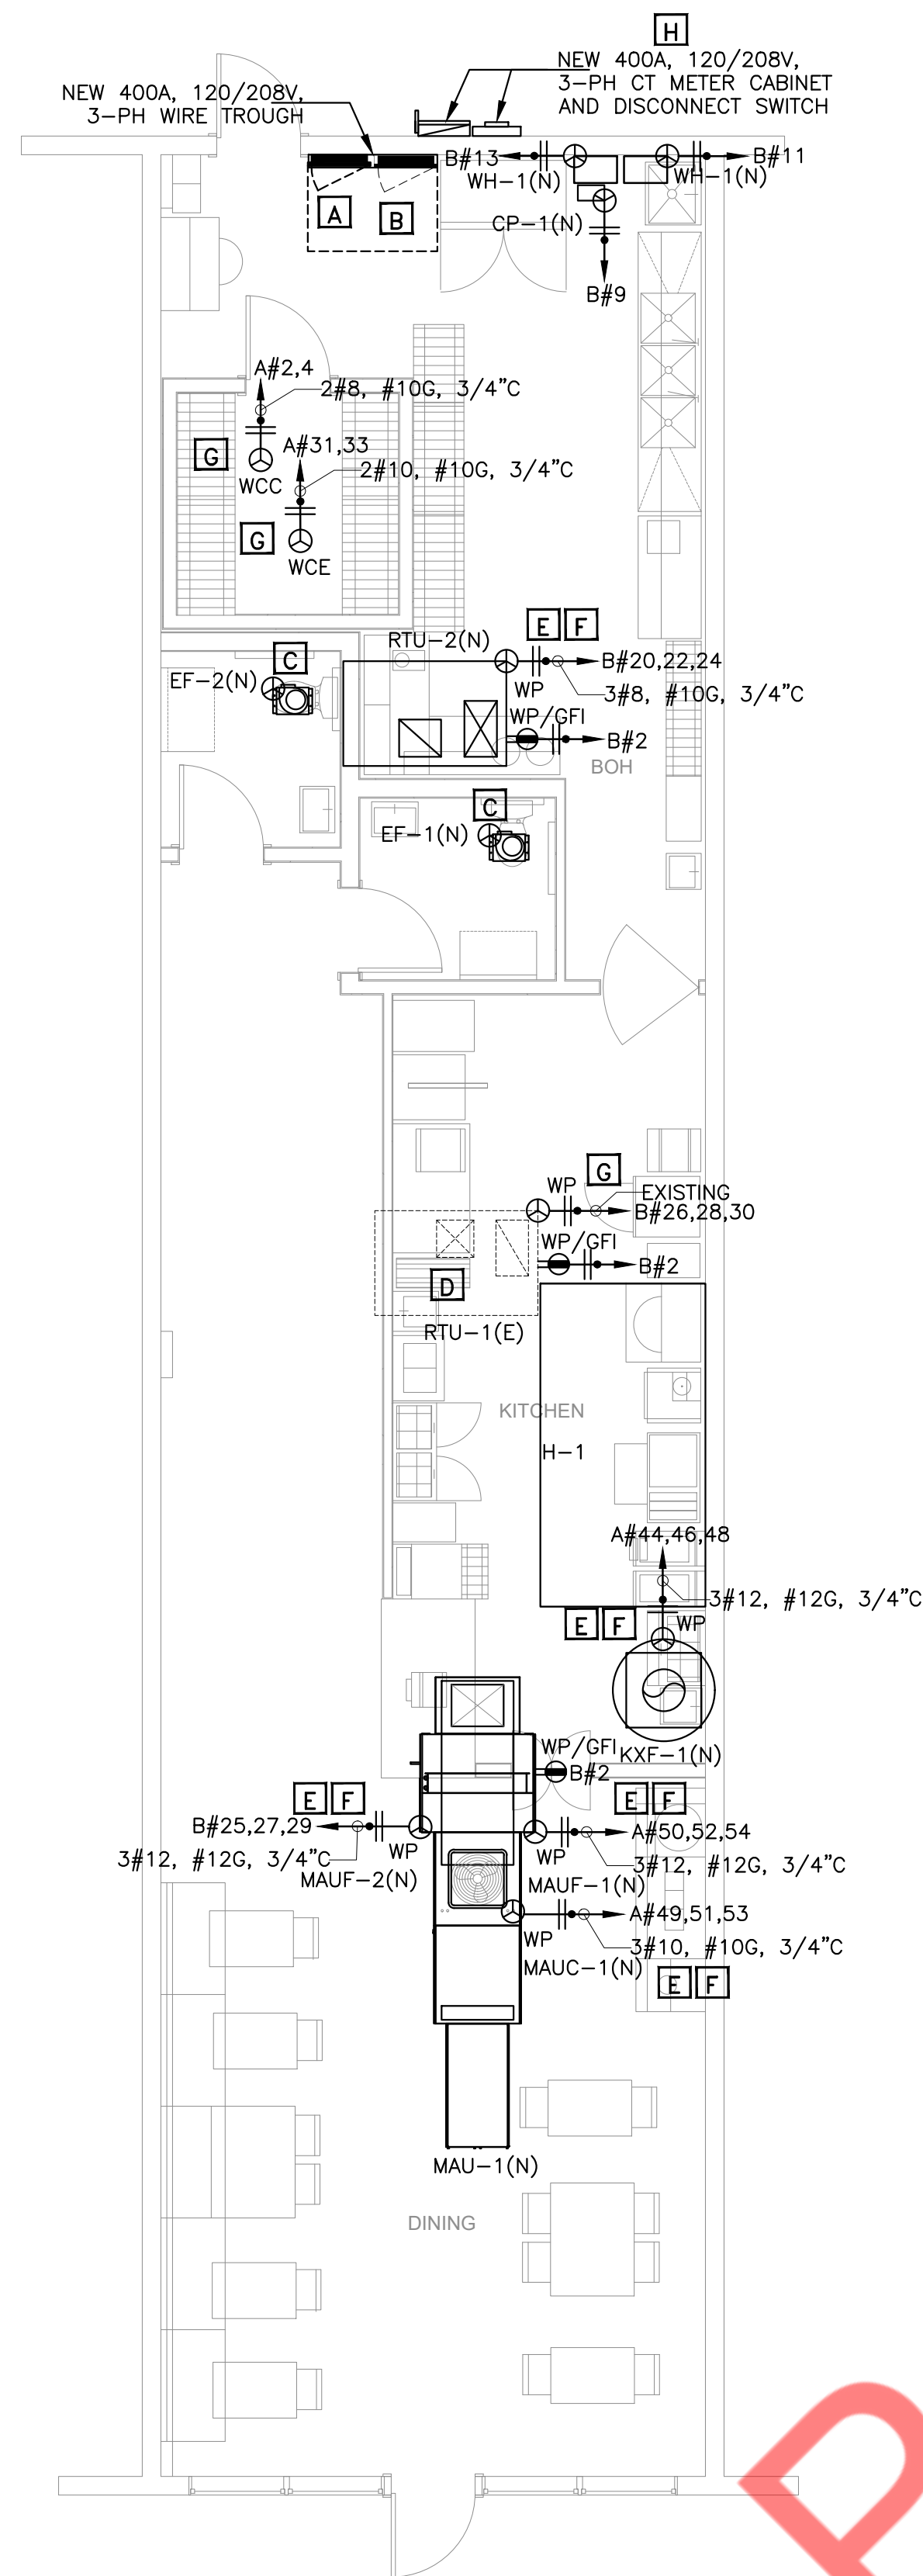 H
NEW 400A, 120/208V,
3-PH CT METER CABINET
AND DISCONNECT SWITCH
NEW 400A, 120/208V,
3-PH WIRE TROUGH
B#13
B#11
WH-1(N)
WH-1(N)
A
B
CP-1(N)
B#9
A#2,4
2#8, #10G, 3/4"C
A#31,33
G
2#10, #10G, 3/4"C
WCC
G
WCE
E F
RTU-2(N)
C
B#20,22,24
EF-2(N)
WP
3#8, #10G, 3/4"C
WP/GFI
B#2
BOH
C
EF-1(N)
G
WP
EXISTING
B#26,28,30
WP/GFI
B#2
D
RTU-1(E)
KITCHEN
H-1
A#44,46,48
3#12, #12G, 3/4"C
E F
WP
WP/GFI
KXF-1(N)
B#2
E F
E F
B#25,27,29
A#50,52,54
WP
WP
3#12, #12G, 3/4"C
3#12, #12G, 3/4"C
MAUF-2(N)
MAUF-1(N)
A#49,51,53
WP
3#10, #10G, 3/4"C
MAUC-1(N)
E F
MAU-1(N)
DINING
P